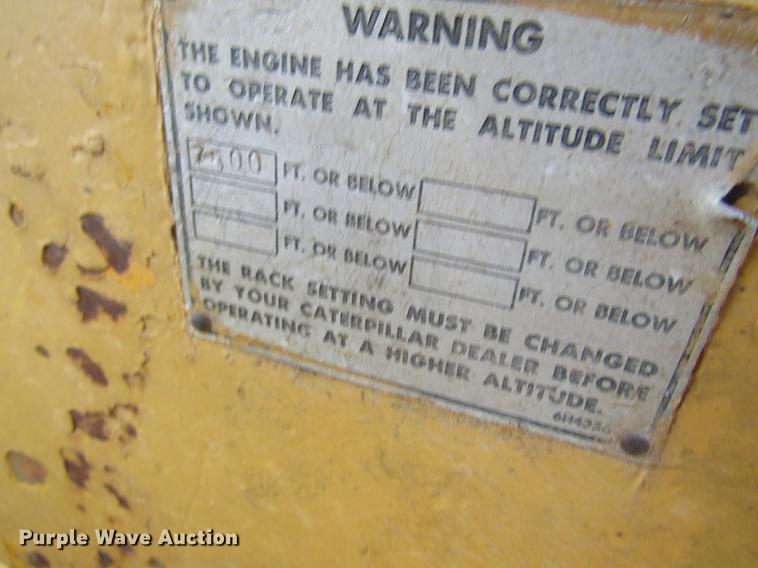 WARNING
THE ENGINE HAS BEEN CORRECTLY SET
TO OPERATE AT THE ALTITUDE LIMIT
SHOWN.
7500 FT. OR BELOW FT. OR BELOW
FT. OR BELOW FT. OR BELOW
FT. OR BELOW FT. OR BELOW
THE RACK SETTING MUST BE CHANGED
BY YOUR CATERPILLAR DEALER BEFORE
OPERATING AT A HIGHER ALTITUDE.
Purple Wave Auction